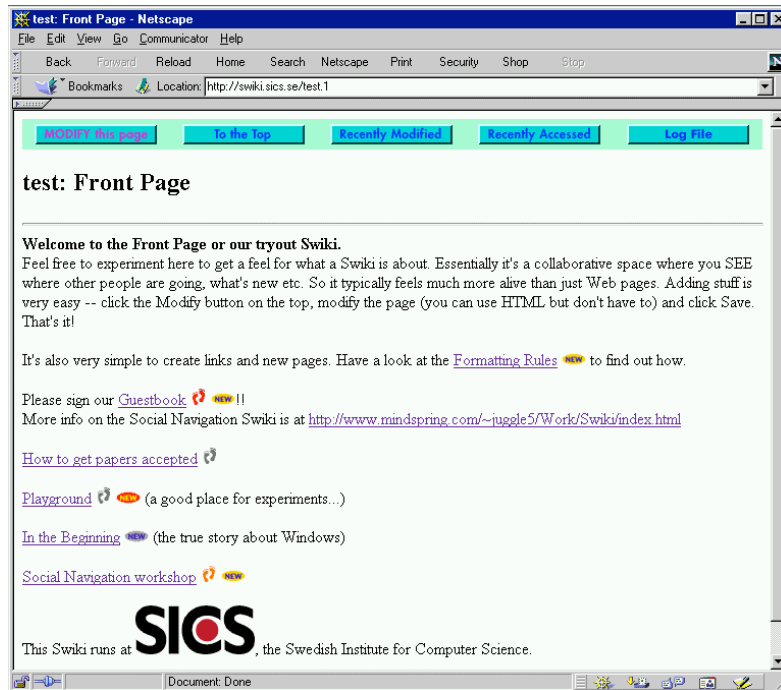 test: Front Page - Netscape
File Edit View Go Communicator Help
Back Forward Reload Home Search Netscape Print Security Shop Stop
Bookmarks Location: http://swiki.sics.se/test.1
MODIFY this page To the Top Recently Modified Recently Accessed Log File
test: Front Page
Welcome to the Front Page or our tryout Swiki.
Feel free to experiment here to get a feel for what a Swiki is about. Essentially it's a collaborative space where you SEE
where other people are going, what's new etc. So it typically feels much more alive than just Web pages. Adding stuff is
very easy -- click the Modify button on the top, modify the page (you can use HTML but don't have to) and click Save.
That's it!
It's also very simple to create links and new pages. Have a look at the Formatting Rules NEW to find out how.
Please sign our Guestbook NEW !!
More info on the Social Navigation Swiki is at http://www.mindspring.com/~juggle5/Work/Swiki/index.html
How to get papers accepted
Playground NEW (a good place for experiments...)
In the Beginning NEW (the true story about Windows)
Social Navigation workshop NEW
This Swiki runs at SICS, the Swedish Institute for Computer Science.
Document: Done